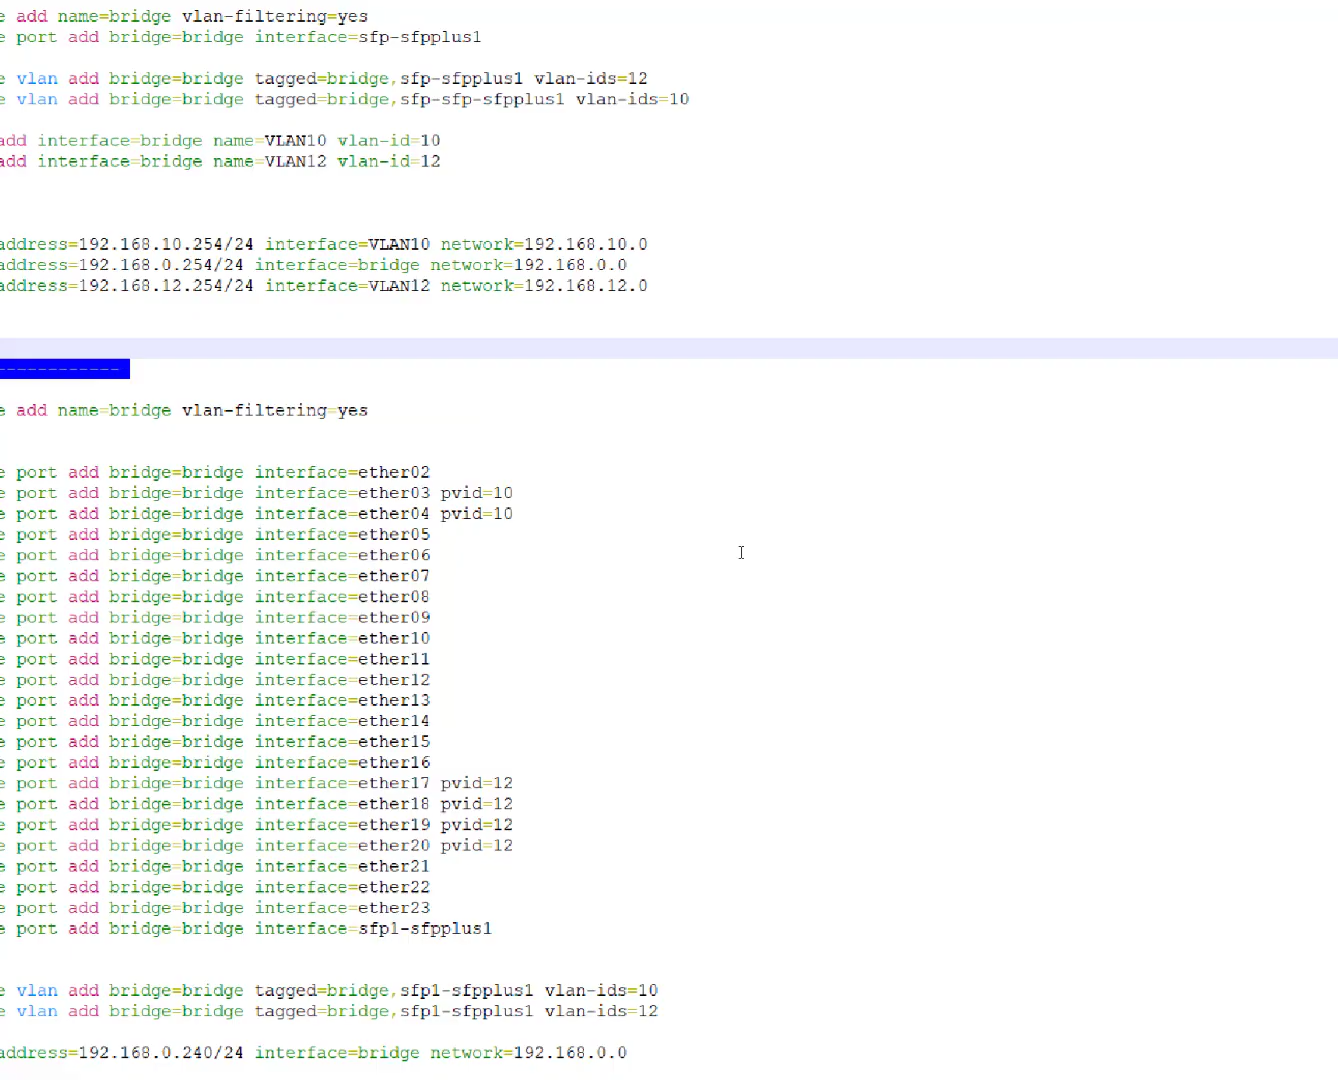 e add name=bridge vlan-filtering=yes
e port add bridge=bridge interface=sfp-sfpplus1
e vlan add bridge=bridge tagged=bridge,sfp-sfpplus1 vlan-ids=12
e vlan add bridge=bridge tagged=bridge,sfp-sfp-sfpplus1 vlan-ids=10
add interface=bridge name=VLAN10 vlan-id=10
add interface=bridge name=VLAN12 vlan-id=12
address=192.168.10.254/24 interface=VLAN10 network=192.168.10.0
address=192.168.0.254/24 interface=bridge network=192.168.0.0
address=192.168.12.254/24 interface=VLAN12 network=192.168.12.0
------------
e add name=bridge vlan-filtering=yes
e port add bridge=bridge interface=ether02
e port add bridge=bridge interface=ether03 pvid=10
e port add bridge=bridge interface=ether04 pvid=10
e port add bridge=bridge interface=ether05
e port add bridge=bridge interface=ether06
e port add bridge=bridge interface=ether07
e port add bridge=bridge interface=ether08
e port add bridge=bridge interface=ether09
e port add bridge=bridge interface=ether10
e port add bridge=bridge interface=ether11
e port add bridge=bridge interface=ether12
e port add bridge=bridge interface=ether13
e port add bridge=bridge interface=ether14
e port add bridge=bridge interface=ether15
e port add bridge=bridge interface=ether16
e port add bridge=bridge interface=ether17 pvid=12
e port add bridge=bridge interface=ether18 pvid=12
e port add bridge=bridge interface=ether19 pvid=12
e port add bridge=bridge interface=ether20 pvid=12
e port add bridge=bridge interface=ether21
e port add bridge=bridge interface=ether22
e port add bridge=bridge interface=ether23
e port add bridge=bridge interface=sfp1-sfpplus1
e vlan add bridge=bridge tagged=bridge,sfp1-sfpplus1 vlan-ids=10
e vlan add bridge=bridge tagged=bridge,sfp1-sfpplus1 vlan-ids=12
address=192.168.0.240/24 interface=bridge network=192.168.0.0